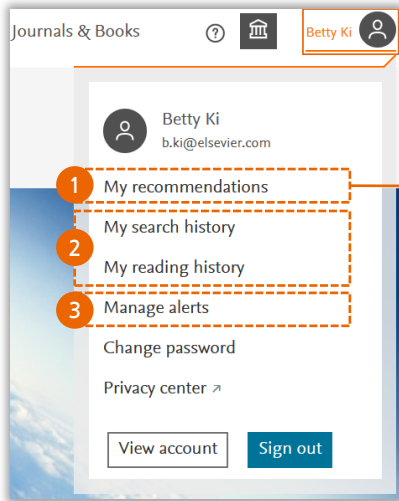 Journals & Books ? Betty Ki
Betty Ki
b.ki@elsevier.com
1 My recommendations
My search history
2
My reading history
3 Manage alerts
Change password
Privacy center ↗
View account Sign out